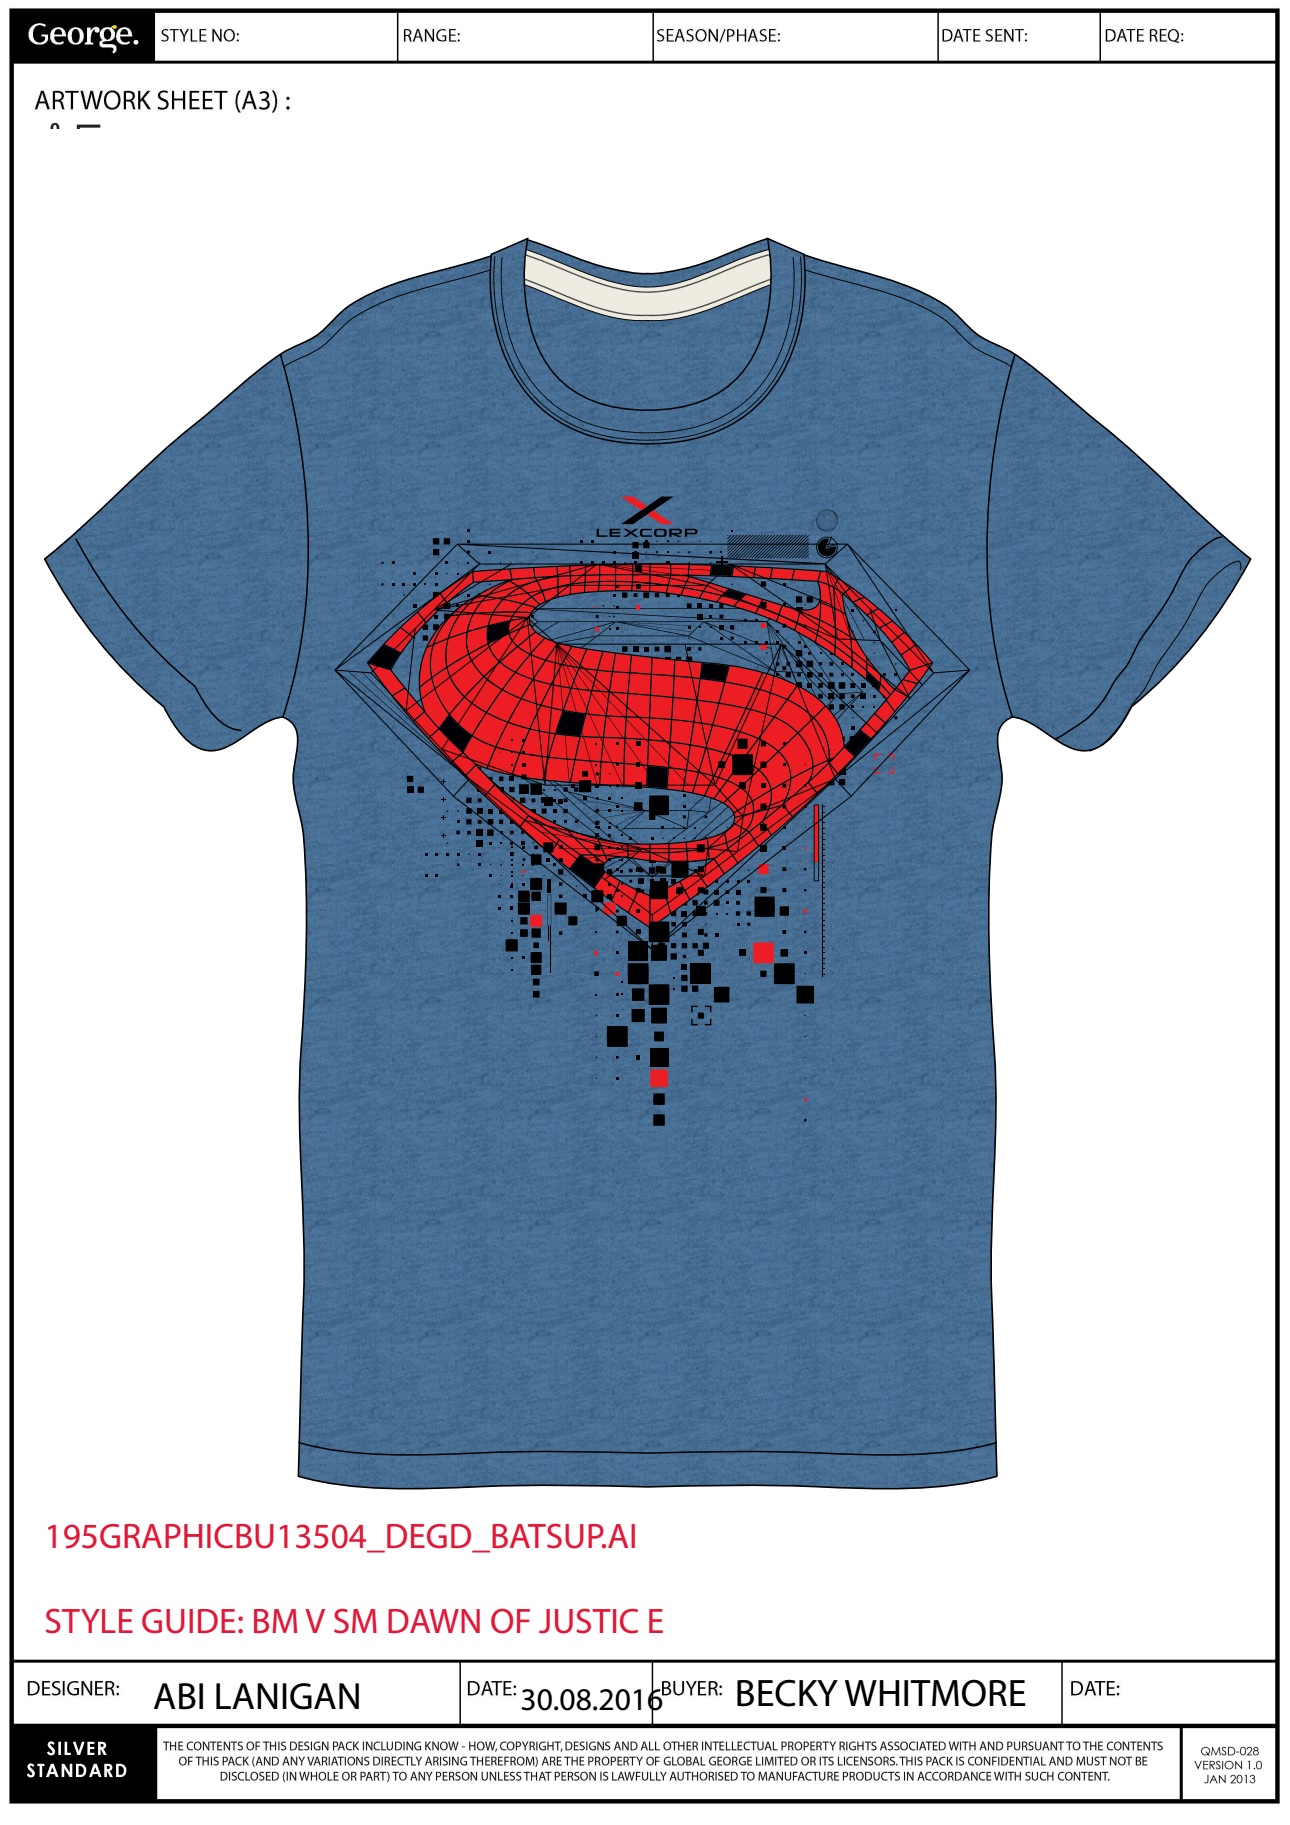 George. STYLE NO: RANGE: SEASON/PHASE: DATE SENT: DATE REQ:
ARTWORK SHEET (A3) :
LEXCORP
195GRAPHICBU13504_DEGD_BATSUP.AI
STYLE GUIDE: BM V SM DAWN OF JUSTIC E
DESIGNER: ABI LANIGAN DATE: 30.08.2016 BUYER: BECKY WHITMORE DATE:
SILVER
STANDARD
THE CONTENTS OF THIS DESIGN PACK INCLUDING KNOW - HOW, COPYRIGHT, DESIGNS AND ALL OTHER INTELLECTUAL PROPERTY RIGHTS ASSOCIATED WITH AND PURSUANT TO THE CONTENTS
OF THIS PACK (AND ANY VARIATIONS DIRECTLY ARISING THEREFROM) ARE THE PROPERTY OF GLOBAL GEORGE LIMITED OR ITS LICENSORS. THIS PACK IS CONFIDENTIAL AND MUST NOT BE
DISCLOSED (IN WHOLE OR PART) TO ANY PERSON UNLESS THAT PERSON IS LAWFULLY AUTHORISED TO MANUFACTURE PRODUCTS IN ACCORDANCE WITH SUCH CONTENT.
QMSD-028
VERSION 1.0
JAN 2013